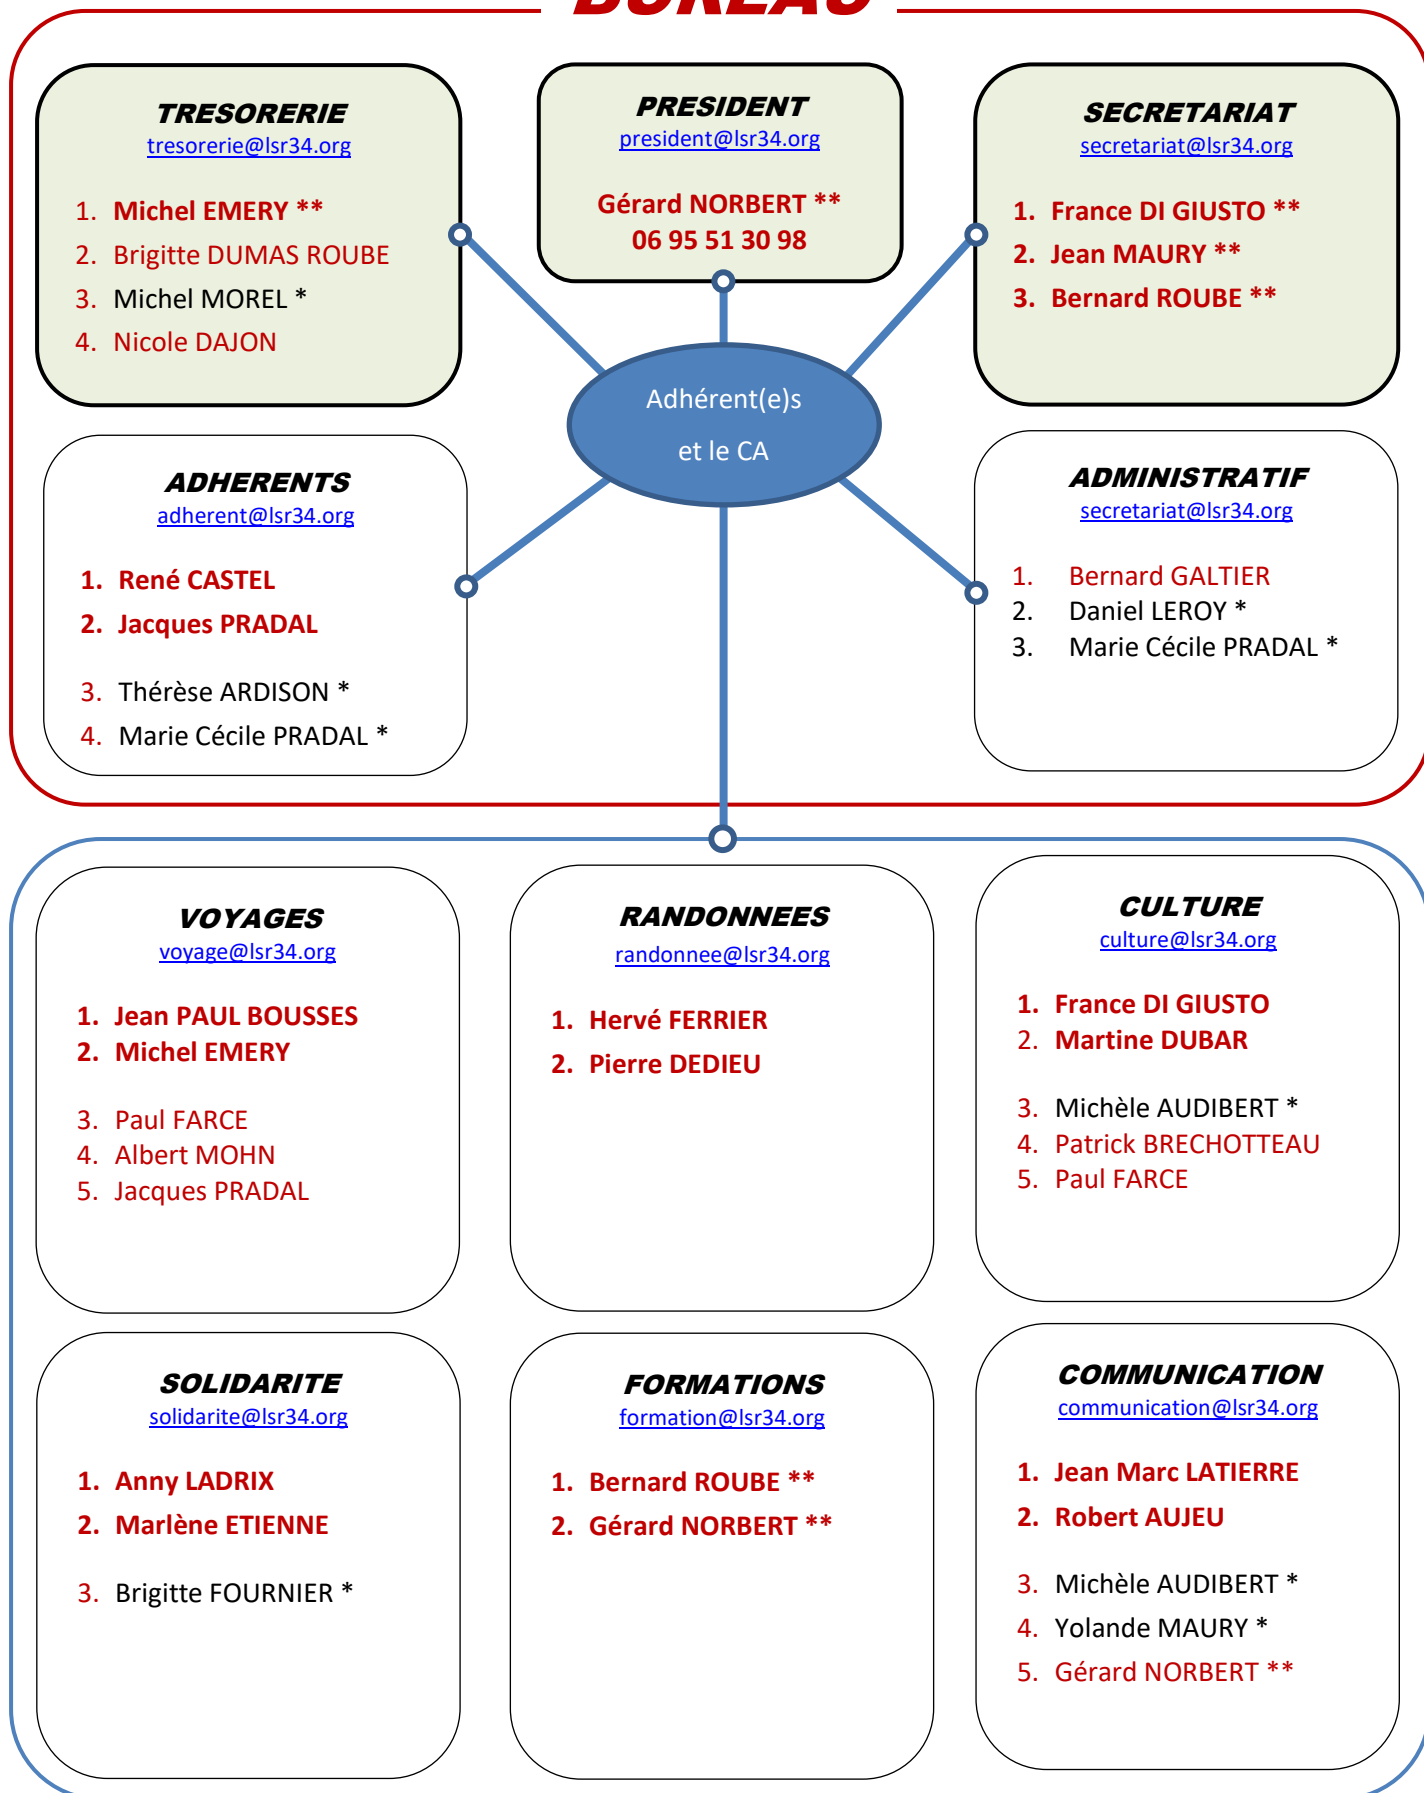 BUREAU
TRESORERIE
tresorerie@lsr34.org
1. Michel EMERY **
2. Brigitte DUMAS ROUBE
3. Michel MOREL *
4. Nicole DAJON
PRESIDENT
president@lsr34.org
Gérard NORBERT **
06 95 51 30 98
SECRETARIAT
secretariat@lsr34.org
1. France DI GIUSTO **
2. Jean MAURY **
3. Bernard ROUBE **
Adhérent(e)s
et le CA
ADHERENTS
adherent@lsr34.org
1. René CASTEL
2. Jacques PRADAL
3. Thérèse ARDISON *
4. Marie Cécile PRADAL *
ADMINISTRATIF
secretariat@lsr34.org
1. Bernard GALTIER
2. Daniel LEROY *
3. Marie Cécile PRADAL *
VOYAGES
voyage@lsr34.org
1. Jean PAUL BOUSSES
2. Michel EMERY
3. Paul FARCE
4. Albert MOHN
5. Jacques PRADAL
RANDONNEES
randonnee@lsr34.org
1. Hervé FERRIER
2. Pierre DEDIEU
CULTURE
culture@lsr34.org
1. France DI GIUSTO
2. Martine DUBAR
3. Michèle AUDIBERT *
4. Patrick BRECHOTTEAU
5. Paul FARCE
SOLIDARITE
solidarite@lsr34.org
1. Anny LADRIX
2. Marlène ETIENNE
3. Brigitte FOURNIER *
FORMATIONS
formation@lsr34.org
1. Bernard ROUBE **
2. Gérard NORBERT **
COMMUNICATION
communication@lsr34.org
1. Jean Marc LATIERRE
2. Robert AUJEU
3. Michèle AUDIBERT *
4. Yolande MAURY *
5. Gérard NORBERT **